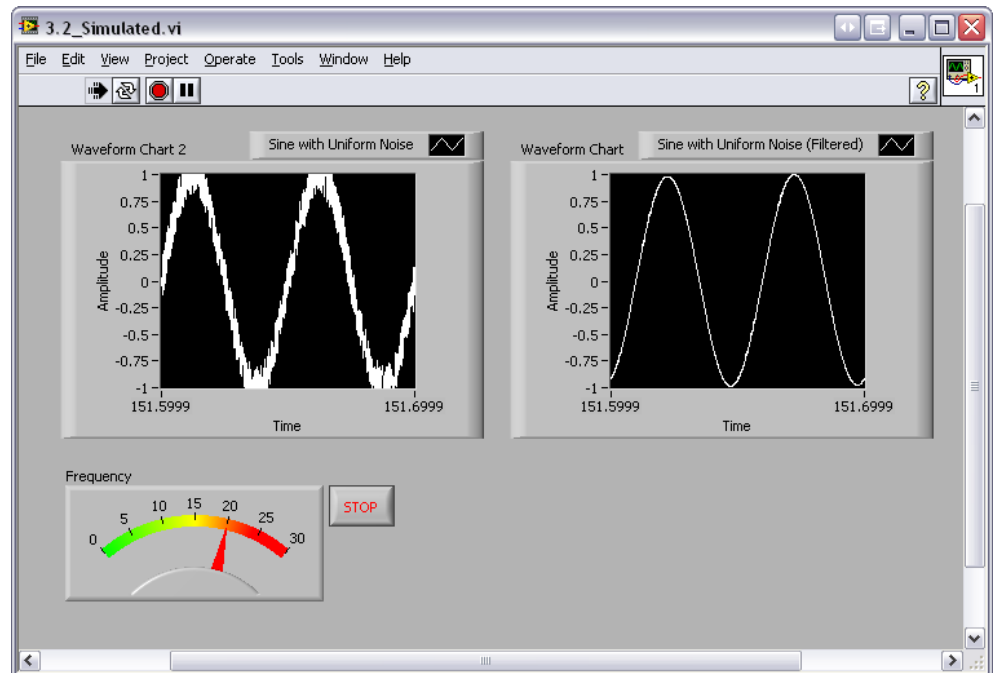 3.2_Simulated.vi
File Edit View Project Operate Tools Window Help
?
1
Waveform Chart 2
Sine with Uniform Noise
1
0.75
0.5
0.25
0
-0.25
-0.5
-0.75
-1
Amplitude
151.5999
151.6999
Time
Waveform Chart
Sine with Uniform Noise (Filtered)
1
0.75
0.5
0.25
0
-0.25
-0.5
-0.75
-1
Amplitude
151.5999
151.6999
Time
Frequency
0
5
10
15
20
25
30
STOP